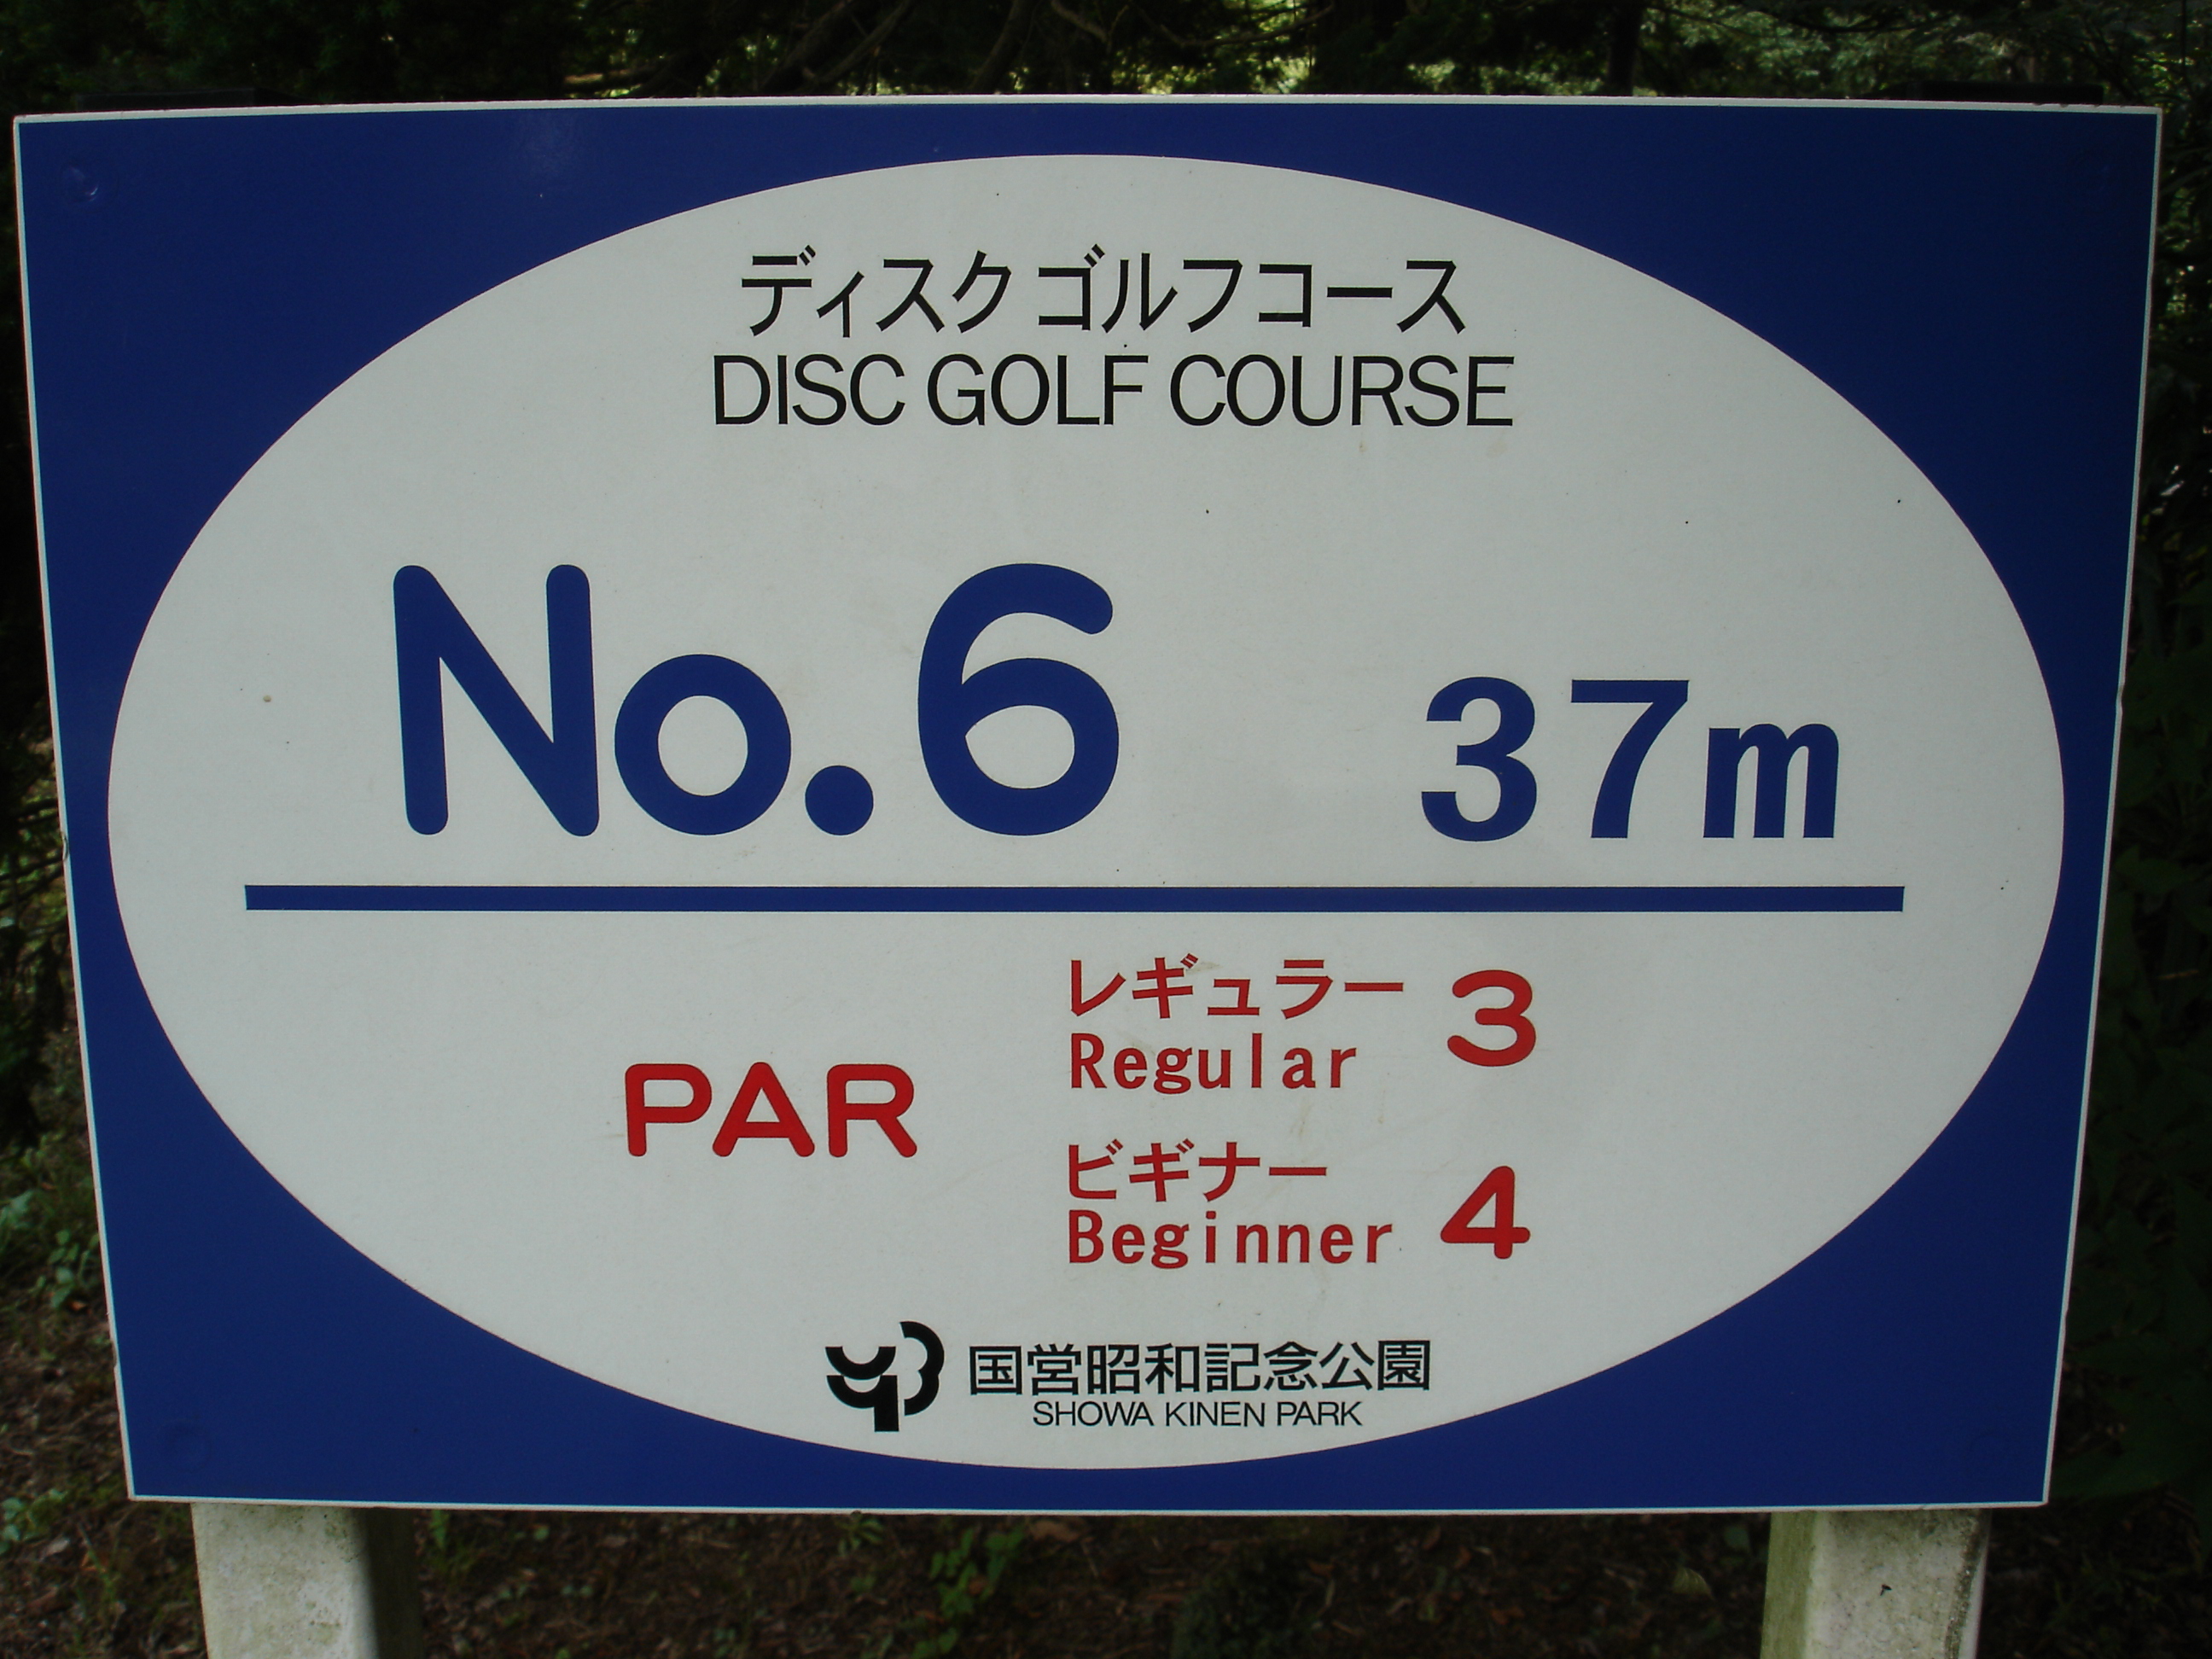 ディスクゴルフコース
DISC GOLF COURSE
No.6 37m
PAR
レギュラー 3
Regular
ビギナー 4
Beginner
国営昭和記念公園
SHOWA KINEN PARK